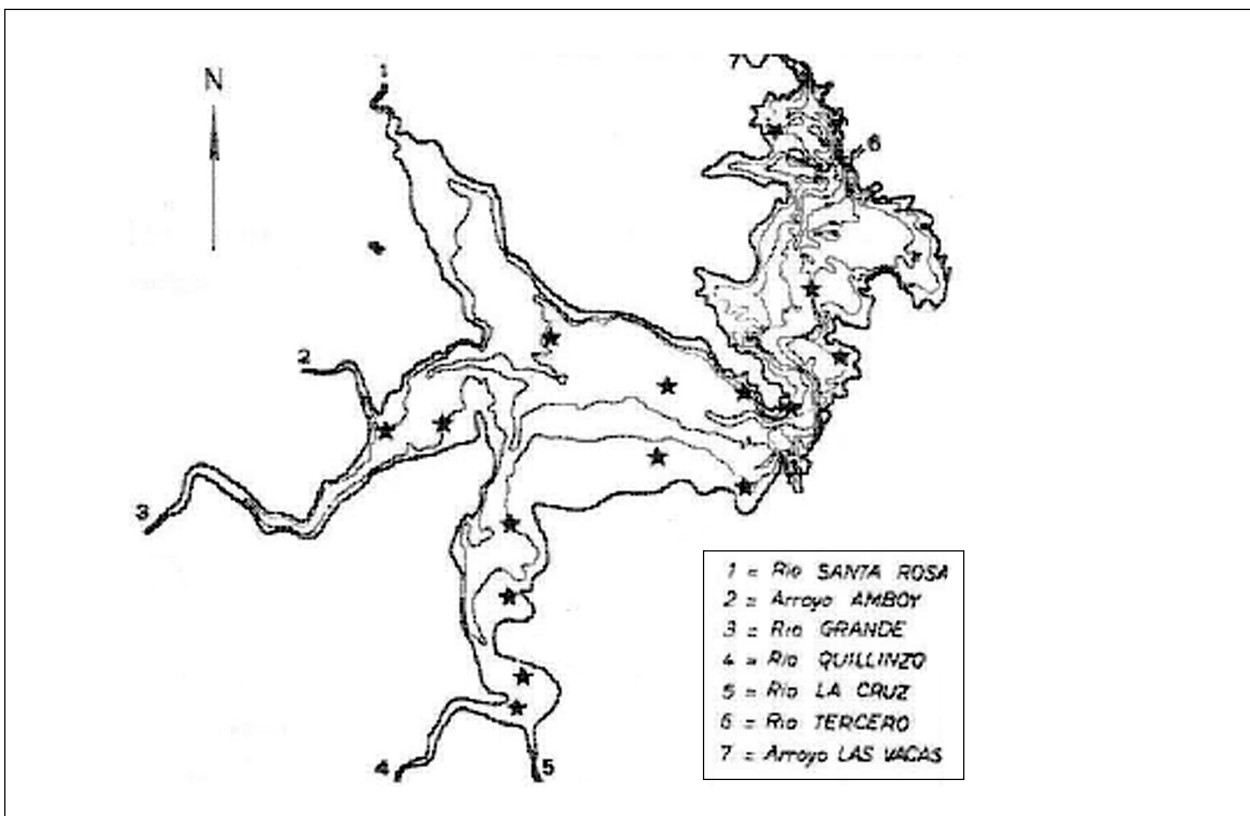 N
1
7
6
2
3
4
5
1 = Rio SANTA ROSA
2 = Arroyo AMBOY
3 = Rio GRANDE
4 = Rio QUILLINZO
5 = Rio LA CRUZ
6 = Rio TERCERO
7 = Arroyo LAS VACAS